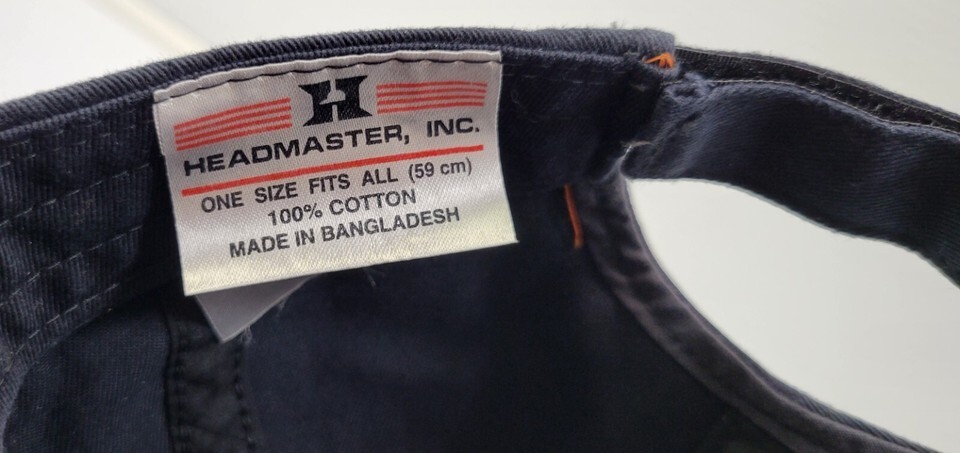 H
HEADMASTER, INC.
ONE SIZE FITS ALL (59 cm)
100% COTTON
MADE IN BANGLADESH